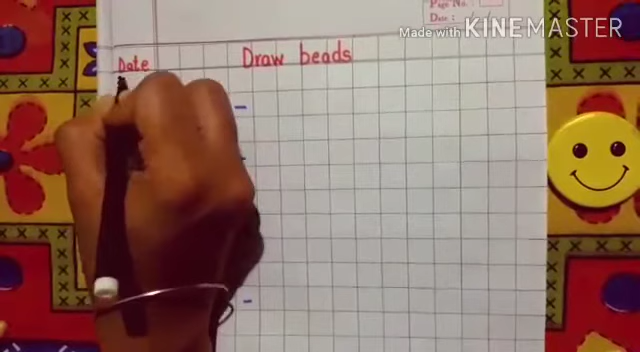 Page No. :
Date :
Made with KINEMASTER
Date Draw beads
-
-